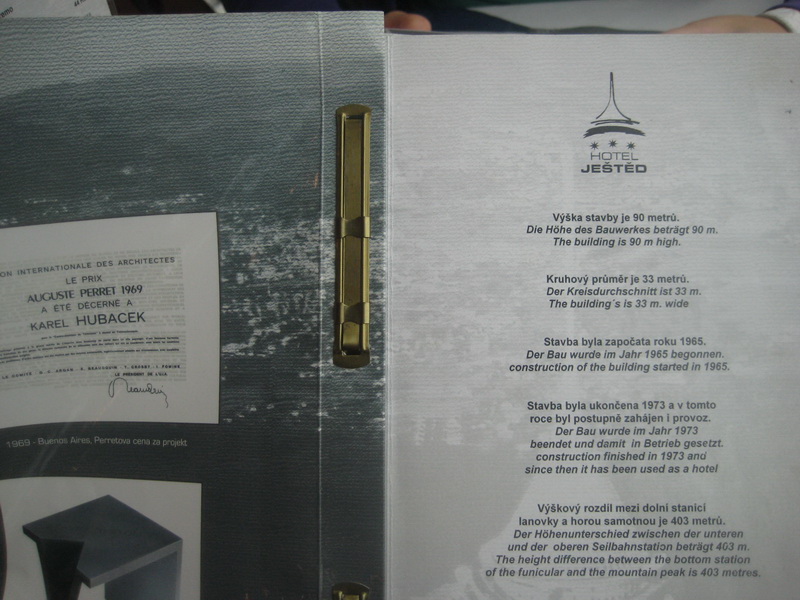 ON INTERNATIONALE DES ARCHITECTES
LE PRIX
AUGUSTE PERRET 1969
A ÉTÉ DÉCERNÉ A
KAREL HUBACEK
LE PRÉSIDENT DE L'UIA
1969 - Buenos Aires, Perretova cena za projekt
HOTEL
JEŠTĚD
Výška stavby je 90 metrů.
Die Höhe des Bauwerkes beträgt 90 m.
The building is 90 m high.
Kruhový průměr je 33 metrů.
Der Kreisdurchschnitt ist 33 m.
The building´s is 33 m. wide
Stavba byla započata roku 1965.
Der Bau wurde im Jahr 1965 begonnen.
construction of the building started in 1965.
Stavba byla ukončena 1973 a v tomto
roce byl postupně zahájen i provoz.
Der Bau wurde im Jahr 1973
beendet und damit in Betrieb gesetzt.
construction finished in 1973 and
since then it has been used as a hotel
Výškový rozdíl mezi dolní stanicí
lanovky a horou samotnou je 403 metrů.
Der Höhenunterschied zwischen der unteren
und der oberen Seilbahnstation beträgt 403 m.
The height difference between the bottom station
of the funicular and the mountain peak is 403 metres.